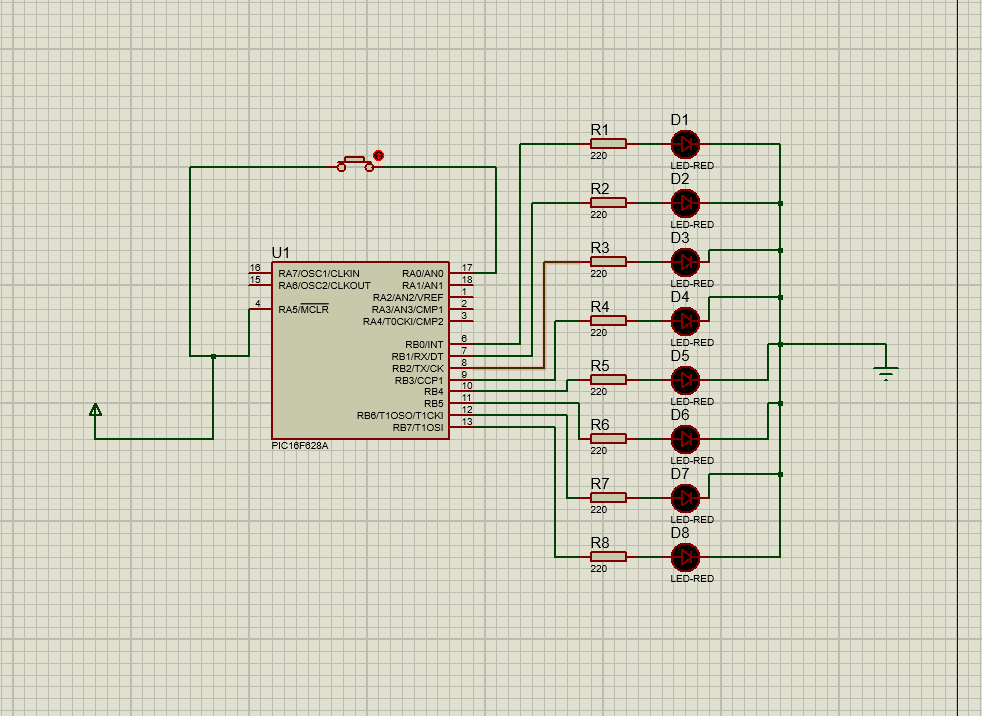 U1
16 RA7/OSC1/CLKIN
15 RA6/OSC2/CLKOUT
4 RA5/MCLR
RA0/AN0 17
RA1/AN1 18
RA2/AN2/VREF 1
RA3/AN3/CMP1 2
RA4/T0CKI/CMP2 3
RB0/INT 6
RB1/RX/DT 7
RB2/TX/CK 8
RB3/CCP1 9
RB4 10
RB5 11
RB6/T1OSO/T1CKI 12
RB7/T1OSI 13
PIC16F628A
R1
220
D1
LED-RED
R2
220
D2
LED-RED
R3
220
D3
LED-RED
R4
220
D4
LED-RED
R5
220
D5
LED-RED
R6
220
D6
LED-RED
R7
220
D7
LED-RED
R8
220
D8
LED-RED